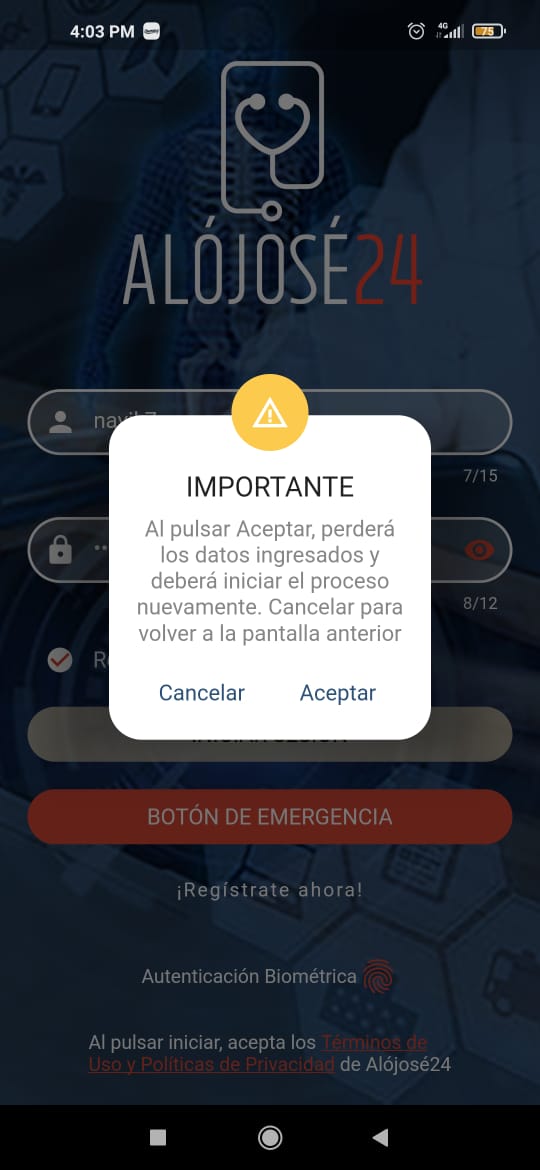 4:03 PM
4G
75
ALÓJOSÉ24
7/15
IMPORTANTE
Al pulsar Aceptar, perderá
los datos ingresados y
deberá iniciar el proceso
nuevamente. Cancelar para
volver a la pantalla anterior
8/12
Cancelar
Aceptar
BOTÓN DE EMERGENCIA
¡Regístrate ahora!
Autenticación Biométrica
Al pulsar iniciar, acepta los Términos de
Uso y Políticas de Privacidad de Alójosé24